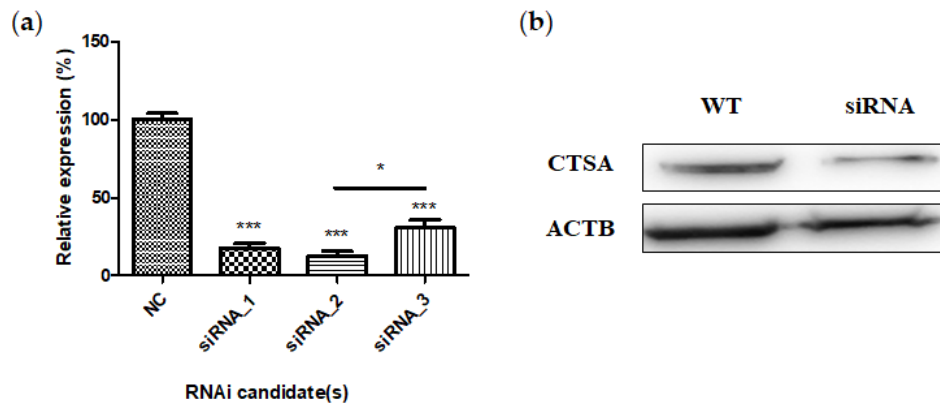 (a)
Relative expression (%)
150
100
50
0
***
***
*
***
NC
siRNA_1
siRNA_2
siRNA_3
RNAi candidate(s)
(b)
WT siRNA
CTSA
ACTB